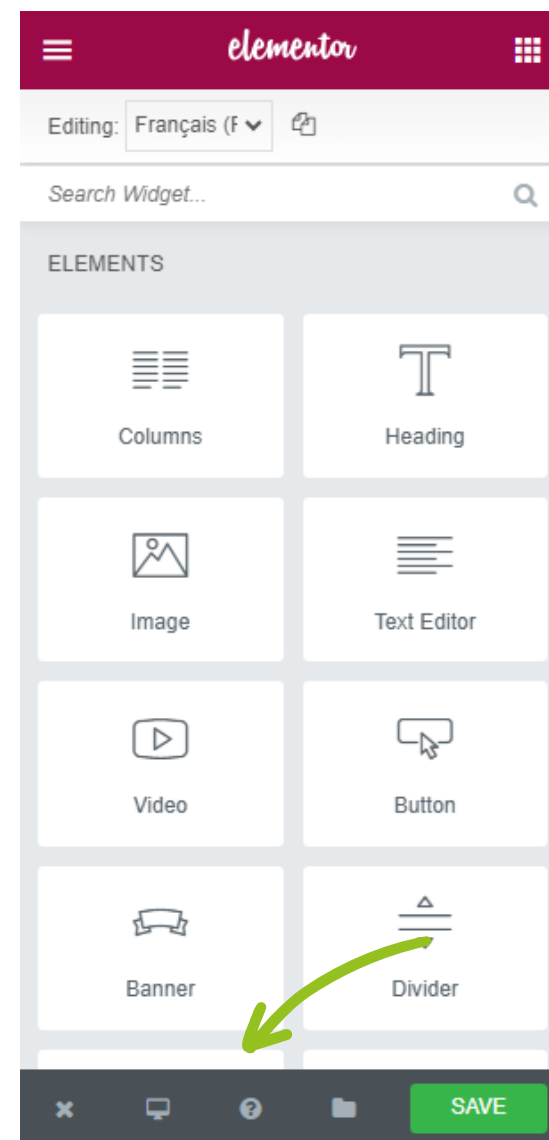 elementor
Editing: Français (F
Search Widget...
ELEMENTS
Columns
Heading
Image
Text Editor
Video
Button
Banner
Divider
SAVE